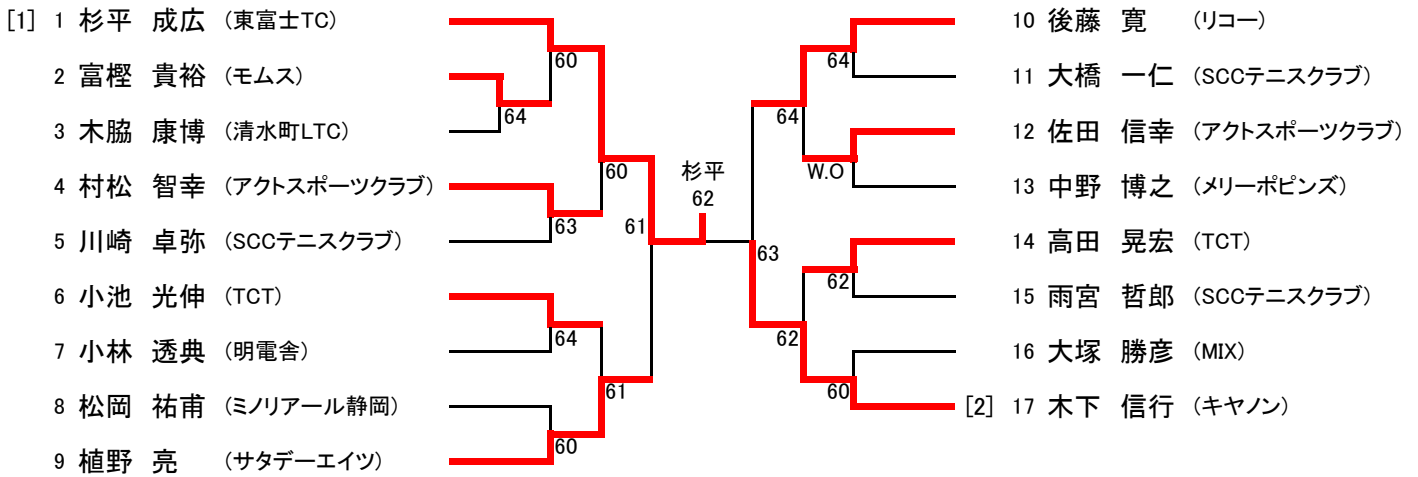 [1] 1 杉平 成広 (東富士TC)
2 富樫 貴裕 (モムス)
3 木脇 康博 (清水町LTC)
4 村松 智幸 (アクトスポーツクラブ)
5 川崎 卓弥 (SCCテニスクラブ)
6 小池 光伸 (TCT)
7 小林 透典 (明電舎)
8 松岡 祐甫 (ミノリアール静岡)
9 植野 亮 (サタデーエイツ)
60
64
60
63
61
64
61
60
杉平
62
64
64
W.O
63
62
62
60
10 後藤 寛 (リコー)
11 大橋 一仁 (SCCテニスクラブ)
12 佐田 信幸 (アクトスポーツクラブ)
13 中野 博之 (メリーポピンズ)
14 高田 晃宏 (TCT)
15 雨宮 哲郎 (SCCテニスクラブ)
16 大塚 勝彦 (MIX)
[2] 17 木下 信行 (キヤノン)